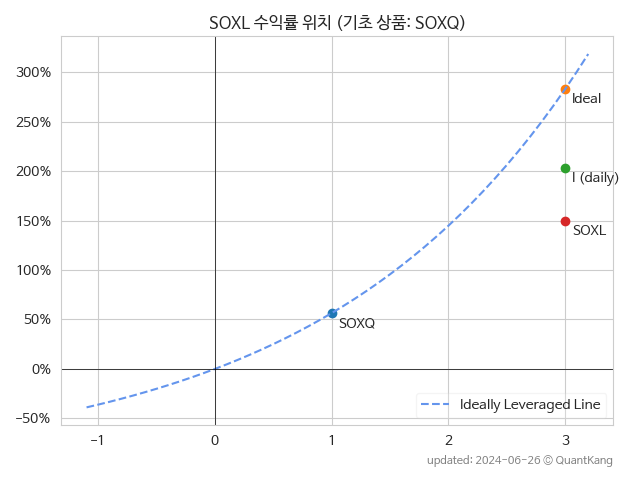 SOXL 수익률 위치 (기초 상품: SOXQ)
300%
250%
200%
150%
100%
50%
0%
−50%
Ideal
I (daily)
SOXL
SOXQ
Ideally Leveraged Line
−1 0 1 2 3
updated: 2024-06-26 © QuantKang